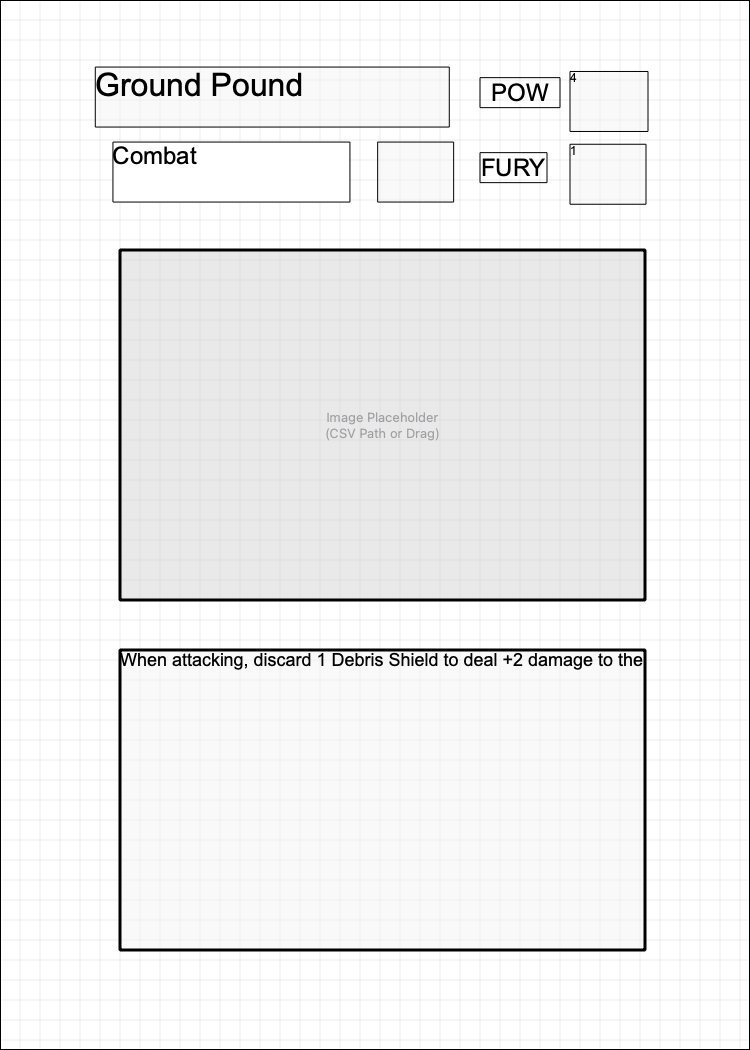 Ground Pound
POW
4
Combat
FURY
1
Image Placeholder
(CSV Path or Drag)
When attacking, discard 1 Debris Shield to deal +2 damage to the